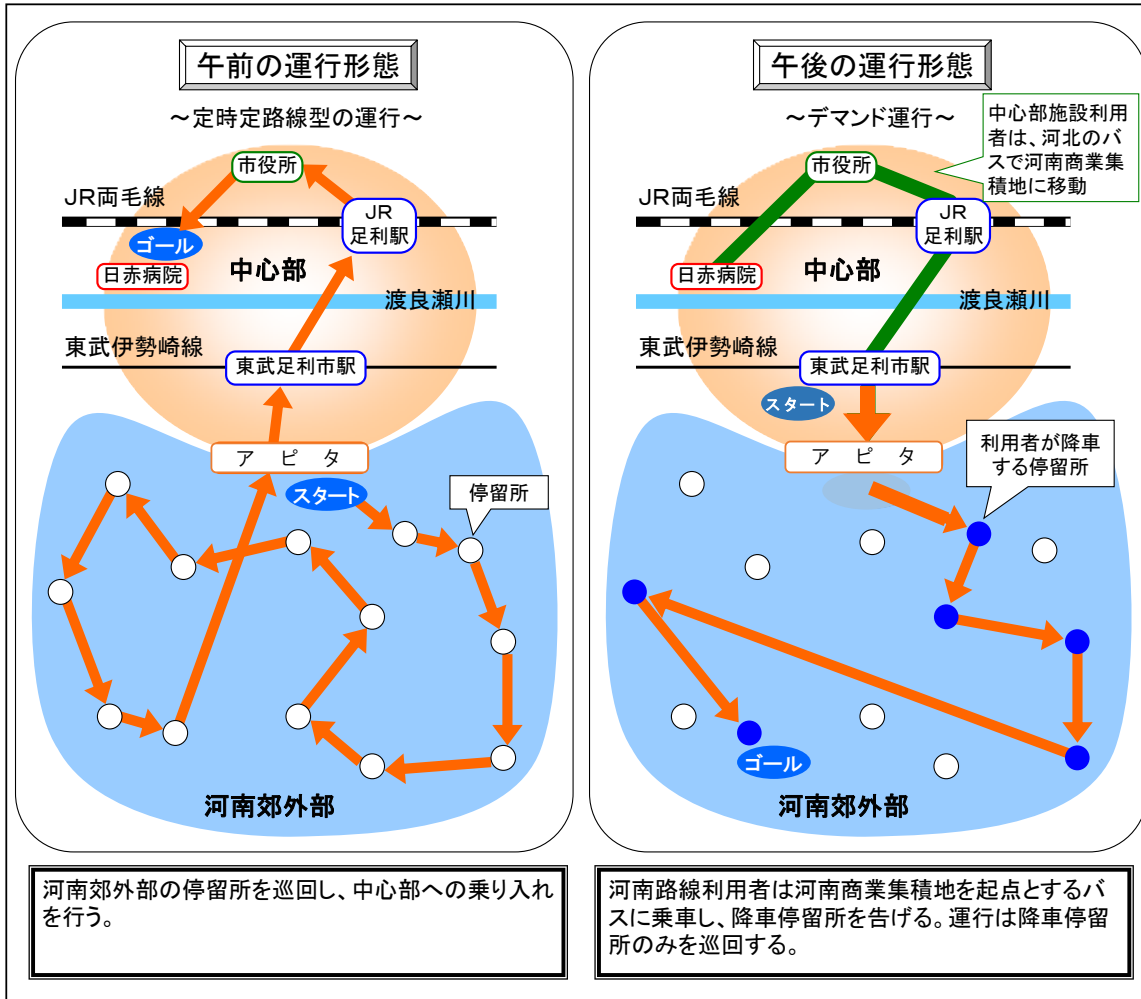 午前の運行形態
～定時定路線型の運行～
市役所
JR両毛線
JR
足利駅
ゴール
日赤病院
中心部
渡良瀬川
東武伊勢崎線
東武足利市駅
アピタ
スタート
停留所
河南郊外部
河南郊外部の停留所を巡回し、中心部への乗り入れ
を行う。
午後の運行形態
～デマンド運行～
中心部施設利用
者は、河北のバ
スで河南商業集
積地に移動
市役所
JR両毛線
JR
足利駅
日赤病院
中心部
渡良瀬川
東武伊勢崎線
東武足利市駅
スタート
アピタ
利用者が降車
する停留所
ゴール
河南郊外部
河南路線利用者は河南商業集積地を起点とするバ
スに乗車し、降車停留所を告げる。運行は降車停留
所のみを巡回する。